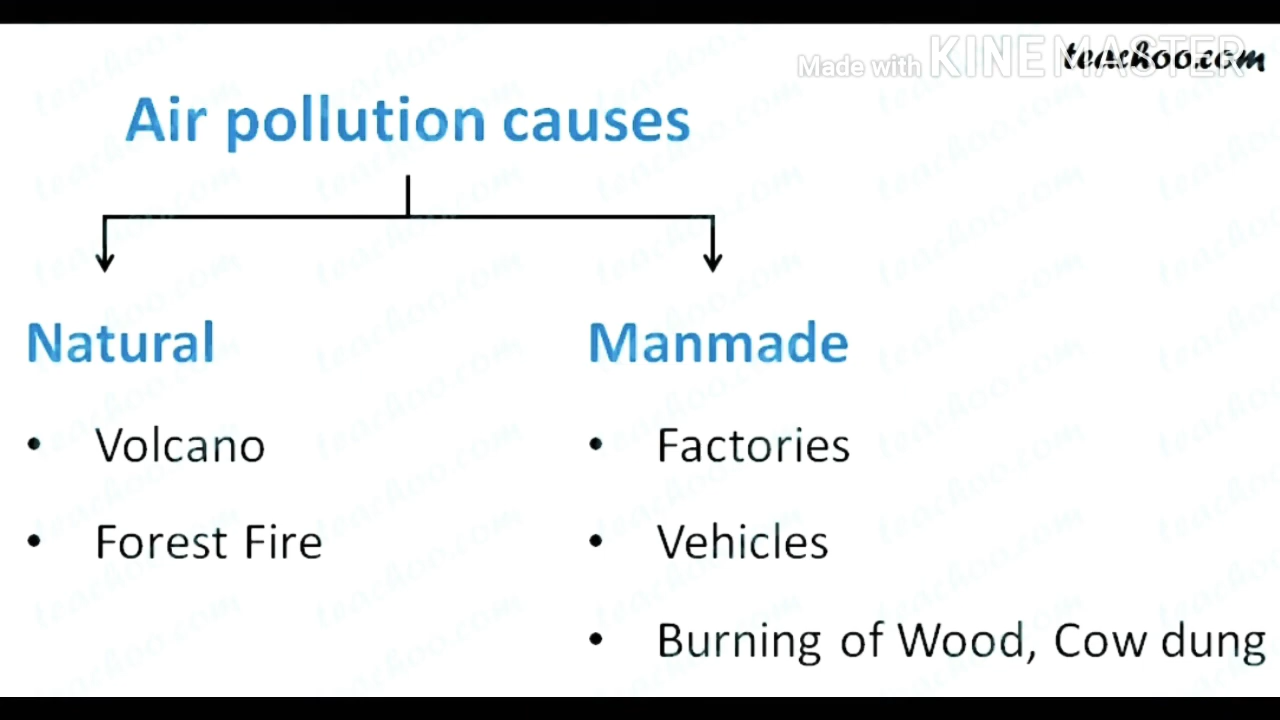 Made with KINEMASTER
teachoo.com
Air pollution causes
Natural
Manmade
• Volcano
• Factories
• Forest Fire
• Vehicles
• Burning of Wood, Cow dung